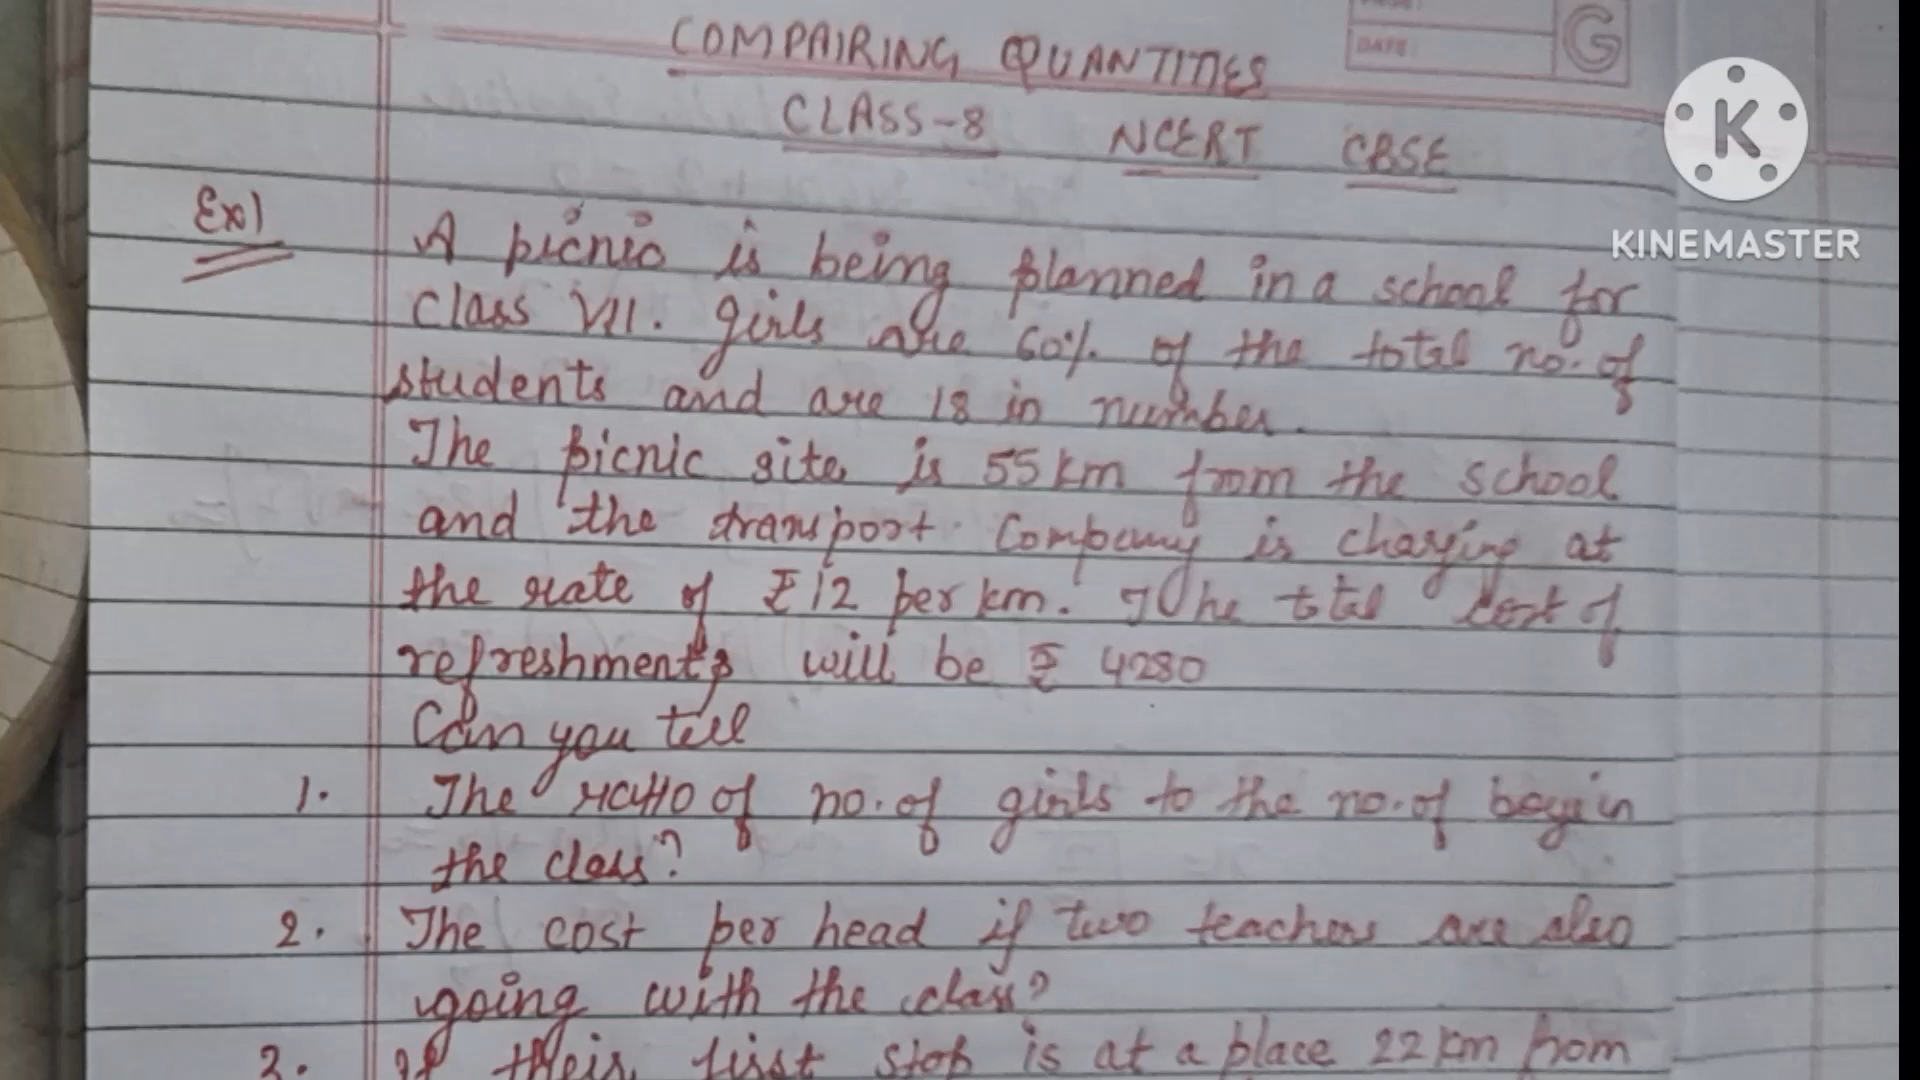 COMPAIRING QUANTITIES
DATE:
G
CLASS-8 NCERT CBSE
K
KINEMASTER
Ex1
A picnic is being planned in a school for
Class VII. girls are 60% of the total no. of
students and are 18 in number.
The picnic site is 55 km from the school
and the transport Company is charging at
the rate of ₹12 per km. The total cost of
refreshments will be ₹ 4280
Can you tell
1. The ratio of no. of girls to the no. of boys in
the class?
2. The cost per head if two teachers are also
going with the class?
3. If their first stop is at a place 22 km from